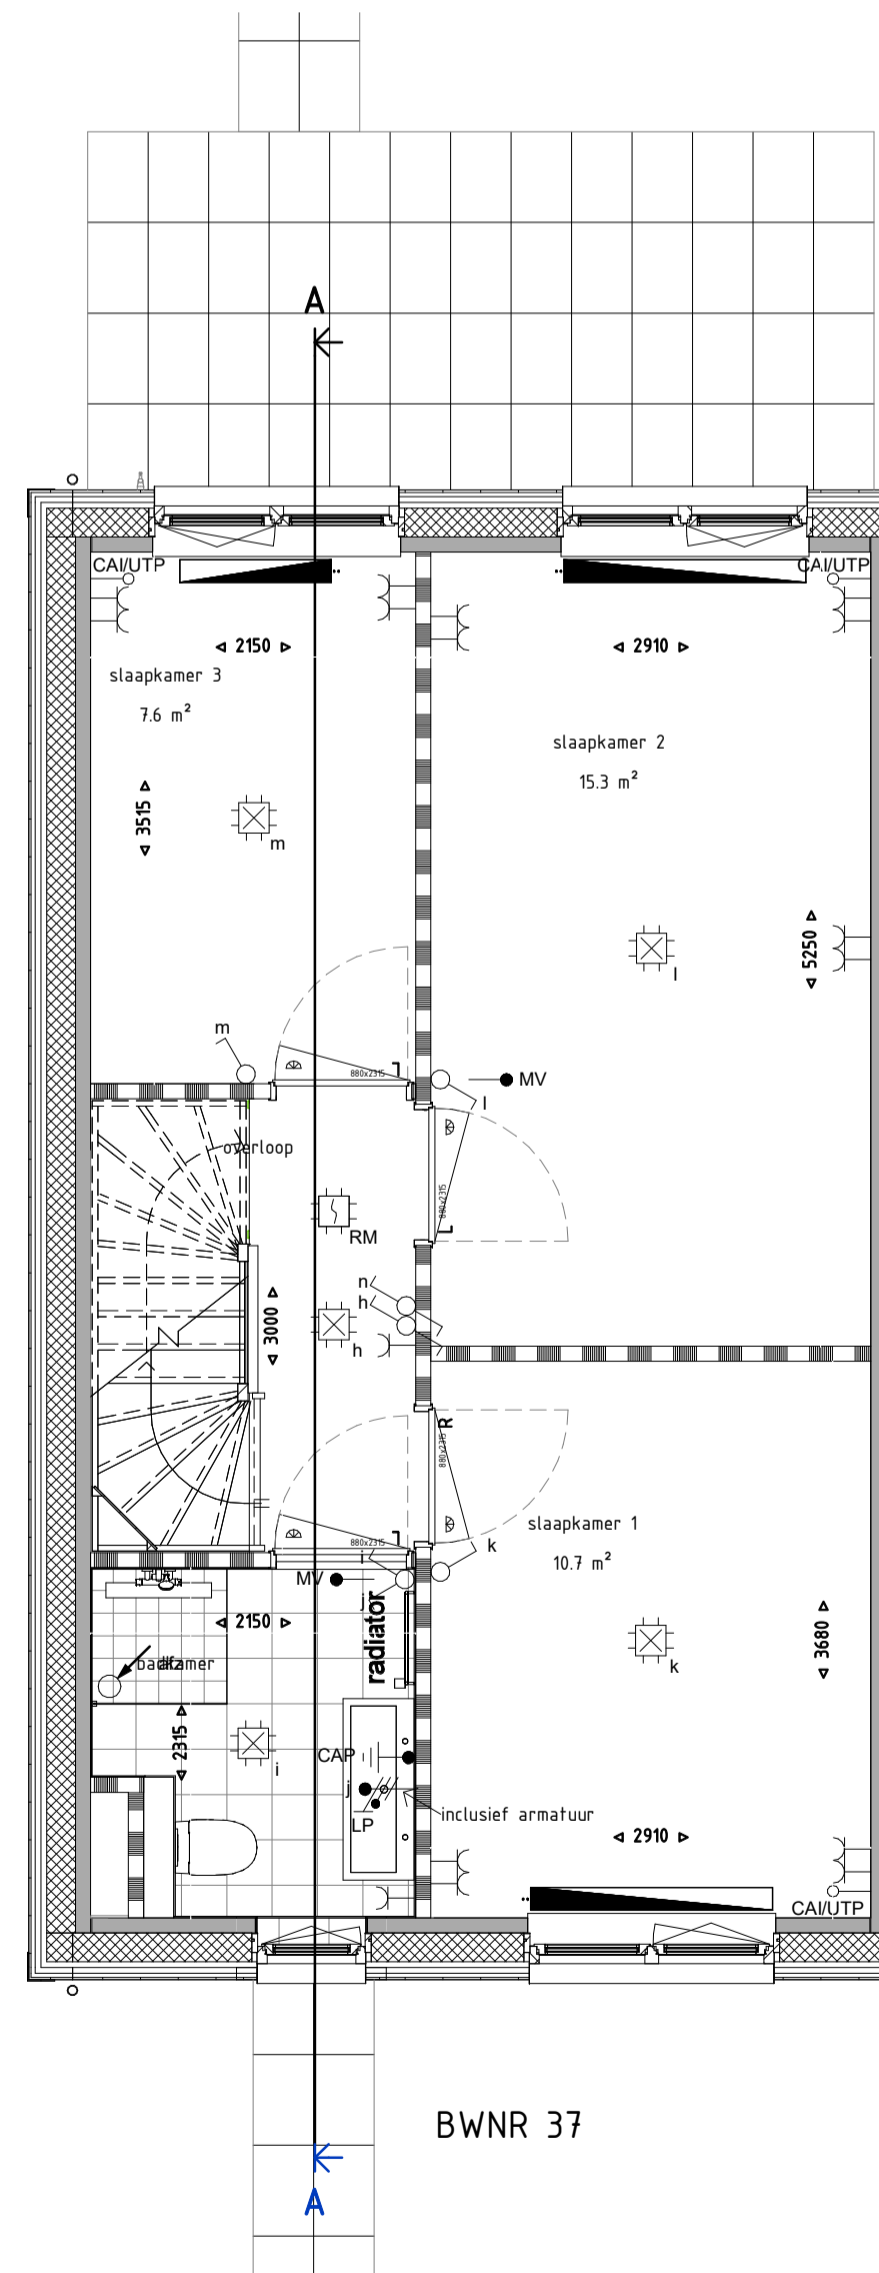 A
CAI/UTP
CAI/UTP
2150
2910
slaapkamer 3
7.6 m²
slaapkamer 2
15.3 m²
3515
m
5250
l
m
880x2315
MV
l
overloop
880x2315
RM
n
h
3000
h
R
880x2315
slaapkamer 1
10.7 m²
880x2315
k
i
MV
j
radiator
2150
badkamer
3680
k
2315
CAP
i
j
LP
inclusief armatuur
2910
CAI/UTP
BWNR 37
A